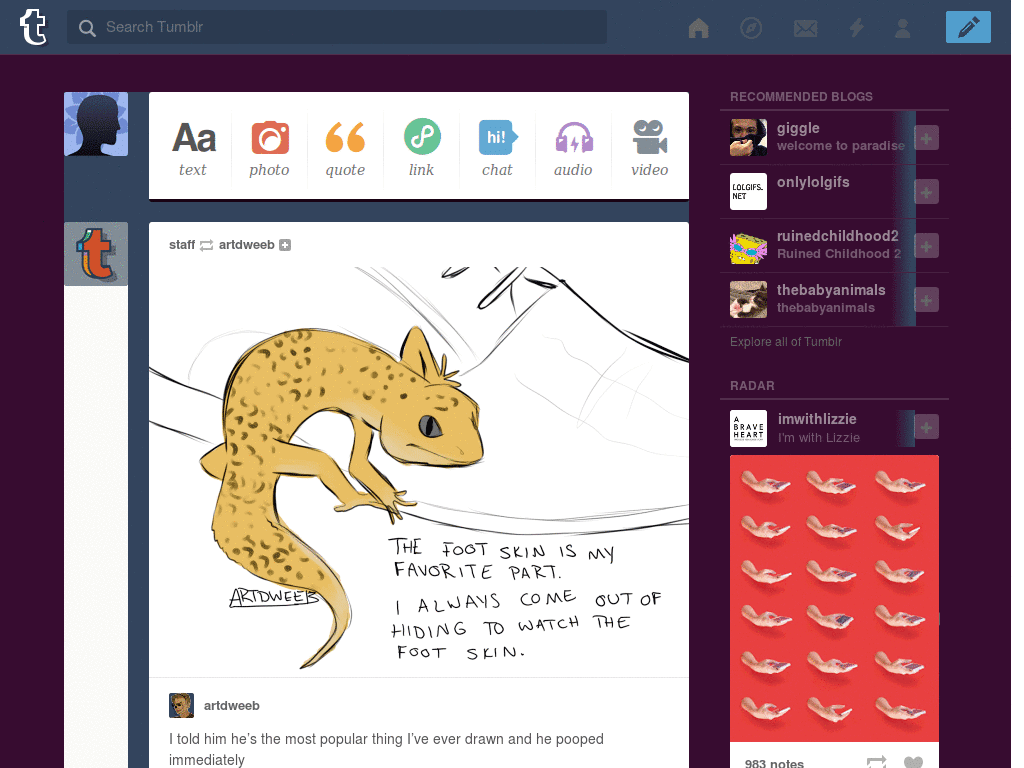 t
Search Tumblr
Aa
hi!
text
photo
quote
link
chat
audio
video
t
staff artdweeb
THE FOOT SKIN IS MY
FAVORITE PART.
I ALWAYS COME OUT OF
HIDING TO WATCH THE
FOOT SKIN.
ARTDWEEB
artdweeb
I told him he's the most popular thing I've ever drawn and he pooped
immediately
RECOMMENDED BLOGS
giggle
welcome to paradise
LOLGIFS.
NET
onlylolgifs
ruinedchildhood2
Ruined Childhood 2
thebabyanimals
thebabyanimals
Explore all of Tumblr
RADAR
A
BRAVE
HEART
imwithlizzie
I'm with Lizzie
983 notes